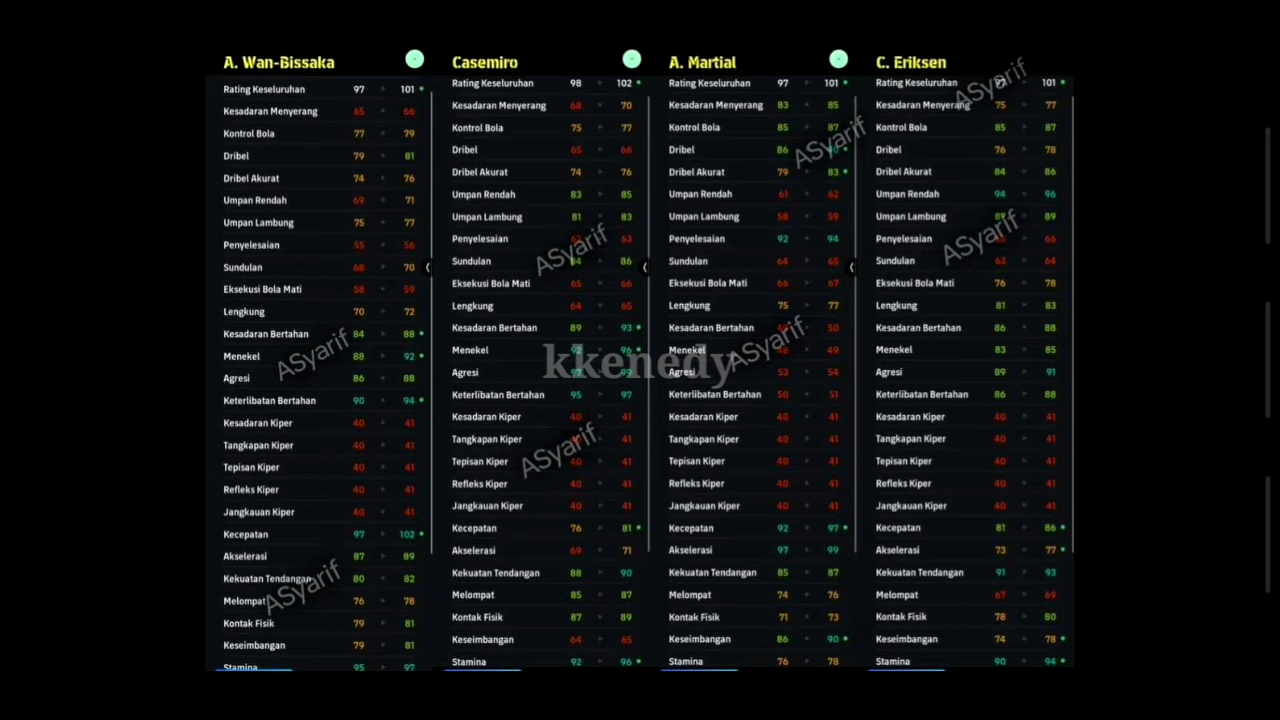 A. Wan-Bissaka
Rating Keseluruhan 97 101
Kesadaran Menyerang 65 66
Kontrol Bola 77 79
Dribel 79 81
Dribel Akurat 74 76
Umpan Rendah 69 71
Umpan Lambung 75 77
Penyelesaian 55 56
Sundulan 68 70
Eksekusi Bola Mati 58 59
Lengkung 70 72
Kesadaran Bertahan 84 88
Menekel 88 92
Agresi 86 88
Keterlibatan Bertahan 90 94
Kesadaran Kiper 40 41
Tangkapan Kiper 40 41
Tepisan Kiper 40 41
Refleks Kiper 40 41
Jangkauan Kiper 40 41
Kecepatan 97 102
Akselerasi 87 89
Kekuatan Tendangan 80 82
Melompat 76 78
Kontak Fisik 79 81
Keseimbangan 79 81
Stamina 95 97
Casemiro
Rating Keseluruhan 98 102
Kesadaran Menyerang 68 70
Kontrol Bola 75 77
Dribel 65 66
Dribel Akurat 74 76
Umpan Rendah 83 85
Umpan Lambung 81 83
Penyelesaian 63
Sundulan 84 86
Eksekusi Bola Mati 65 66
Lengkung 64 65
Kesadaran Bertahan 89 93
Menekel 92 96
Agresi 99
Keterlibatan Bertahan 95 97
Kesadaran Kiper 40 41
Tangkapan Kiper 41
Tepisan Kiper 40 41
Refleks Kiper 40 41
Jangkauan Kiper 40 41
Kecepatan 76 81
Akselerasi 69 71
Kekuatan Tendangan 88 90
Melompat 85 87
Kontak Fisik 87 89
Keseimbangan 64 65
Stamina 92 96
A. Martial
Rating Keseluruhan 97 101
Kesadaran Menyerang 83 85
Kontrol Bola 85 87
Dribel 86
Dribel Akurat 79 83
Umpan Rendah 61 62
Umpan Lambung 58 59
Penyelesaian 92 94
Sundulan 64 65
Eksekusi Bola Mati 66 67
Lengkung 75 77
Kesadaran Bertahan 50
Menekel 48 49
Agresi 53 54
Keterlibatan Bertahan 50 51
Kesadaran Kiper 40 41
Tangkapan Kiper 40 41
Tepisan Kiper 40 41
Refleks Kiper 40 41
Jangkauan Kiper 40 41
Kecepatan 92 97
Akselerasi 97 99
Kekuatan Tendangan 85 87
Melompat 74 76
Kontak Fisik 71 73
Keseimbangan 86 90
Stamina 76 78
C. Eriksen
Rating Keseluruhan 97 101
Kesadaran Menyerang 75 77
Kontrol Bola 85 87
Dribel 76 78
Dribel Akurat 84 86
Umpan Rendah 94 96
Umpan Lambung 89
Penyelesaian 66
Sundulan 63 64
Eksekusi Bola Mati 76 78
Lengkung 81 83
Kesadaran Bertahan 86 88
Menekel 83 85
Agresi 89 91
Keterlibatan Bertahan 86 88
Kesadaran Kiper 40 41
Tangkapan Kiper 40 41
Tepisan Kiper 40 41
Refleks Kiper 40 41
Jangkauan Kiper 40 41
Kecepatan 81 86
Akselerasi 73 77
Kekuatan Tendangan 91 93
Melompat 67 69
Kontak Fisik 78 80
Keseimbangan 74 78
Stamina 90 94
kkenedy
ASyarif
ASyarif
ASyarif
ASyarif
ASyarif
ASyarif
ASyarif
ASyarif